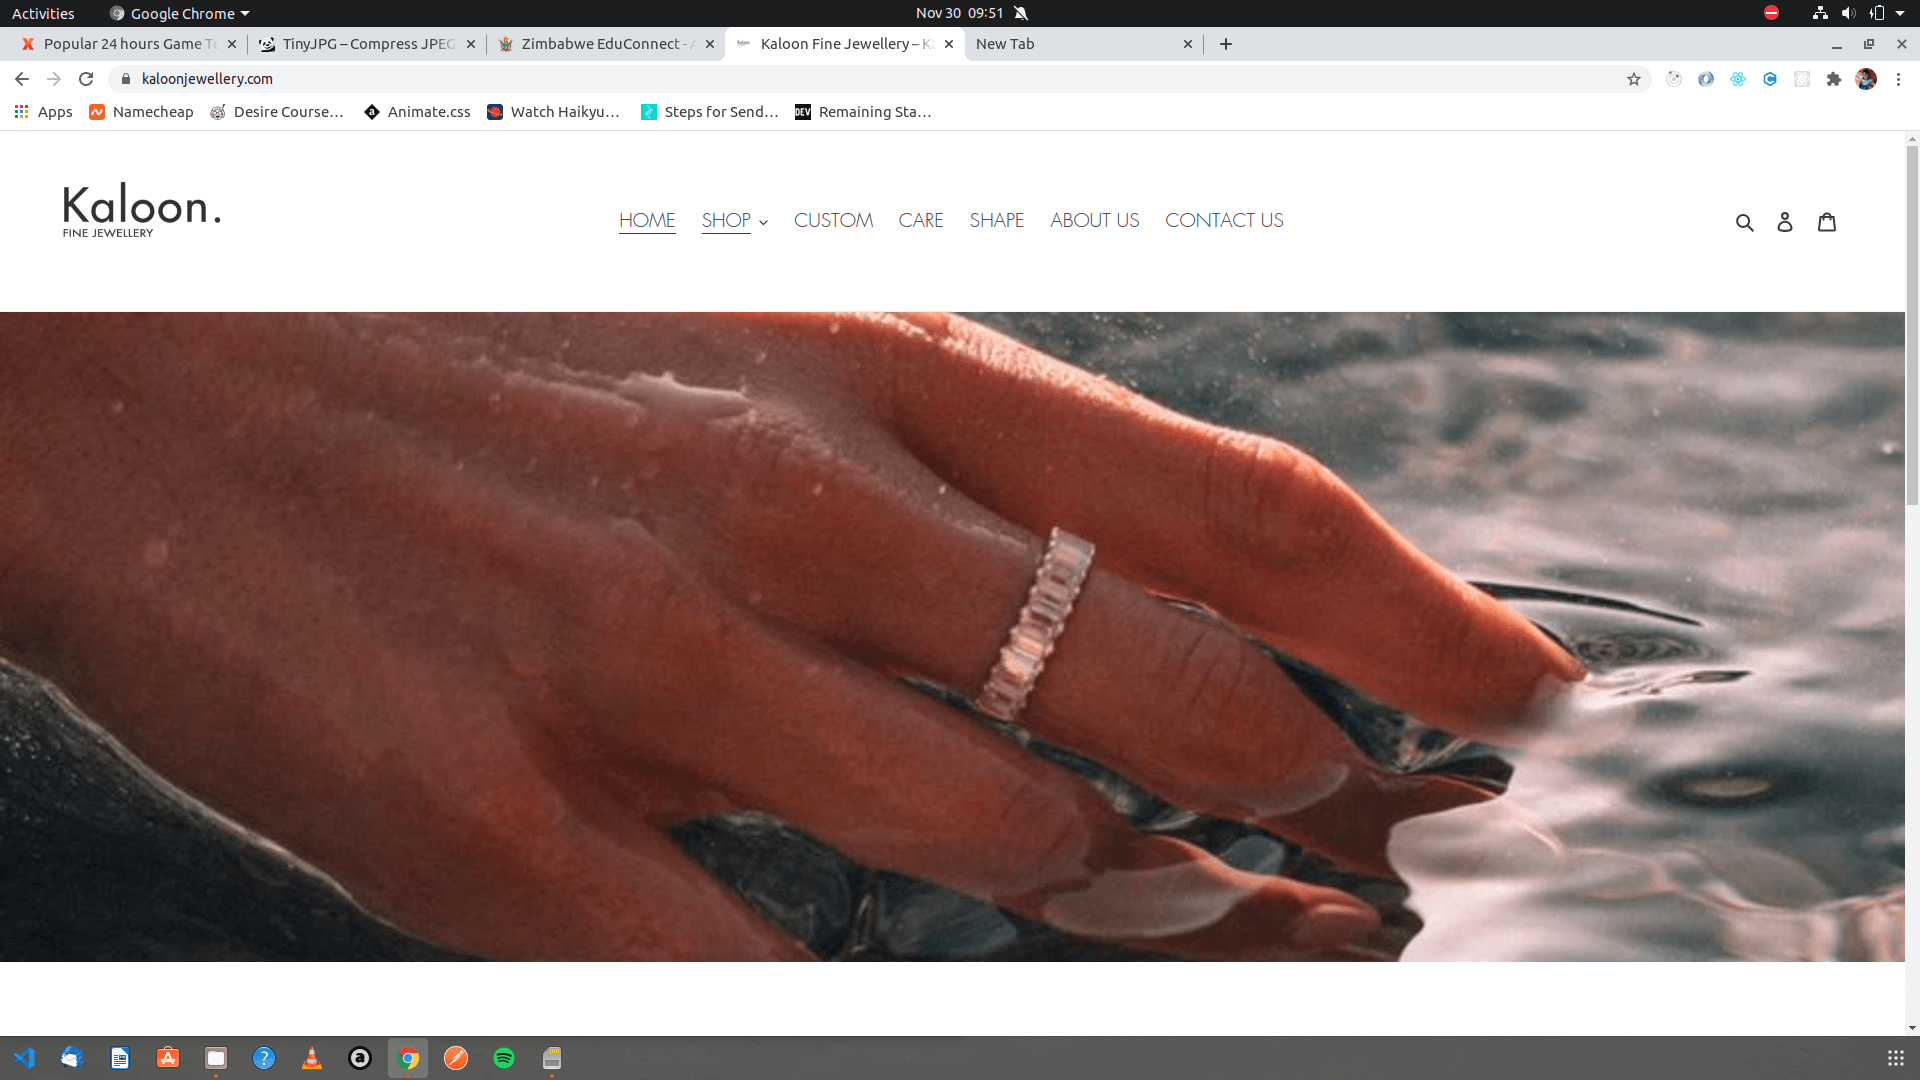 Activities
Google Chrome
Nov 30 09:51
Popular 24 hours Game To
TinyJPG – Compress JPEG
Zimbabwe EduConnect - A
Kaloon Fine Jewellery – Ka
New Tab
kaloonjewellery.com
Apps
Namecheap
Desire Course...
Animate.css
Watch Haikyu...
Steps for Send...
DEV
Remaining Sta...
Kaloon.
FINE JEWELLERY
HOME
SHOP
CUSTOM
CARE
SHAPE
ABOUT US
CONTACT US